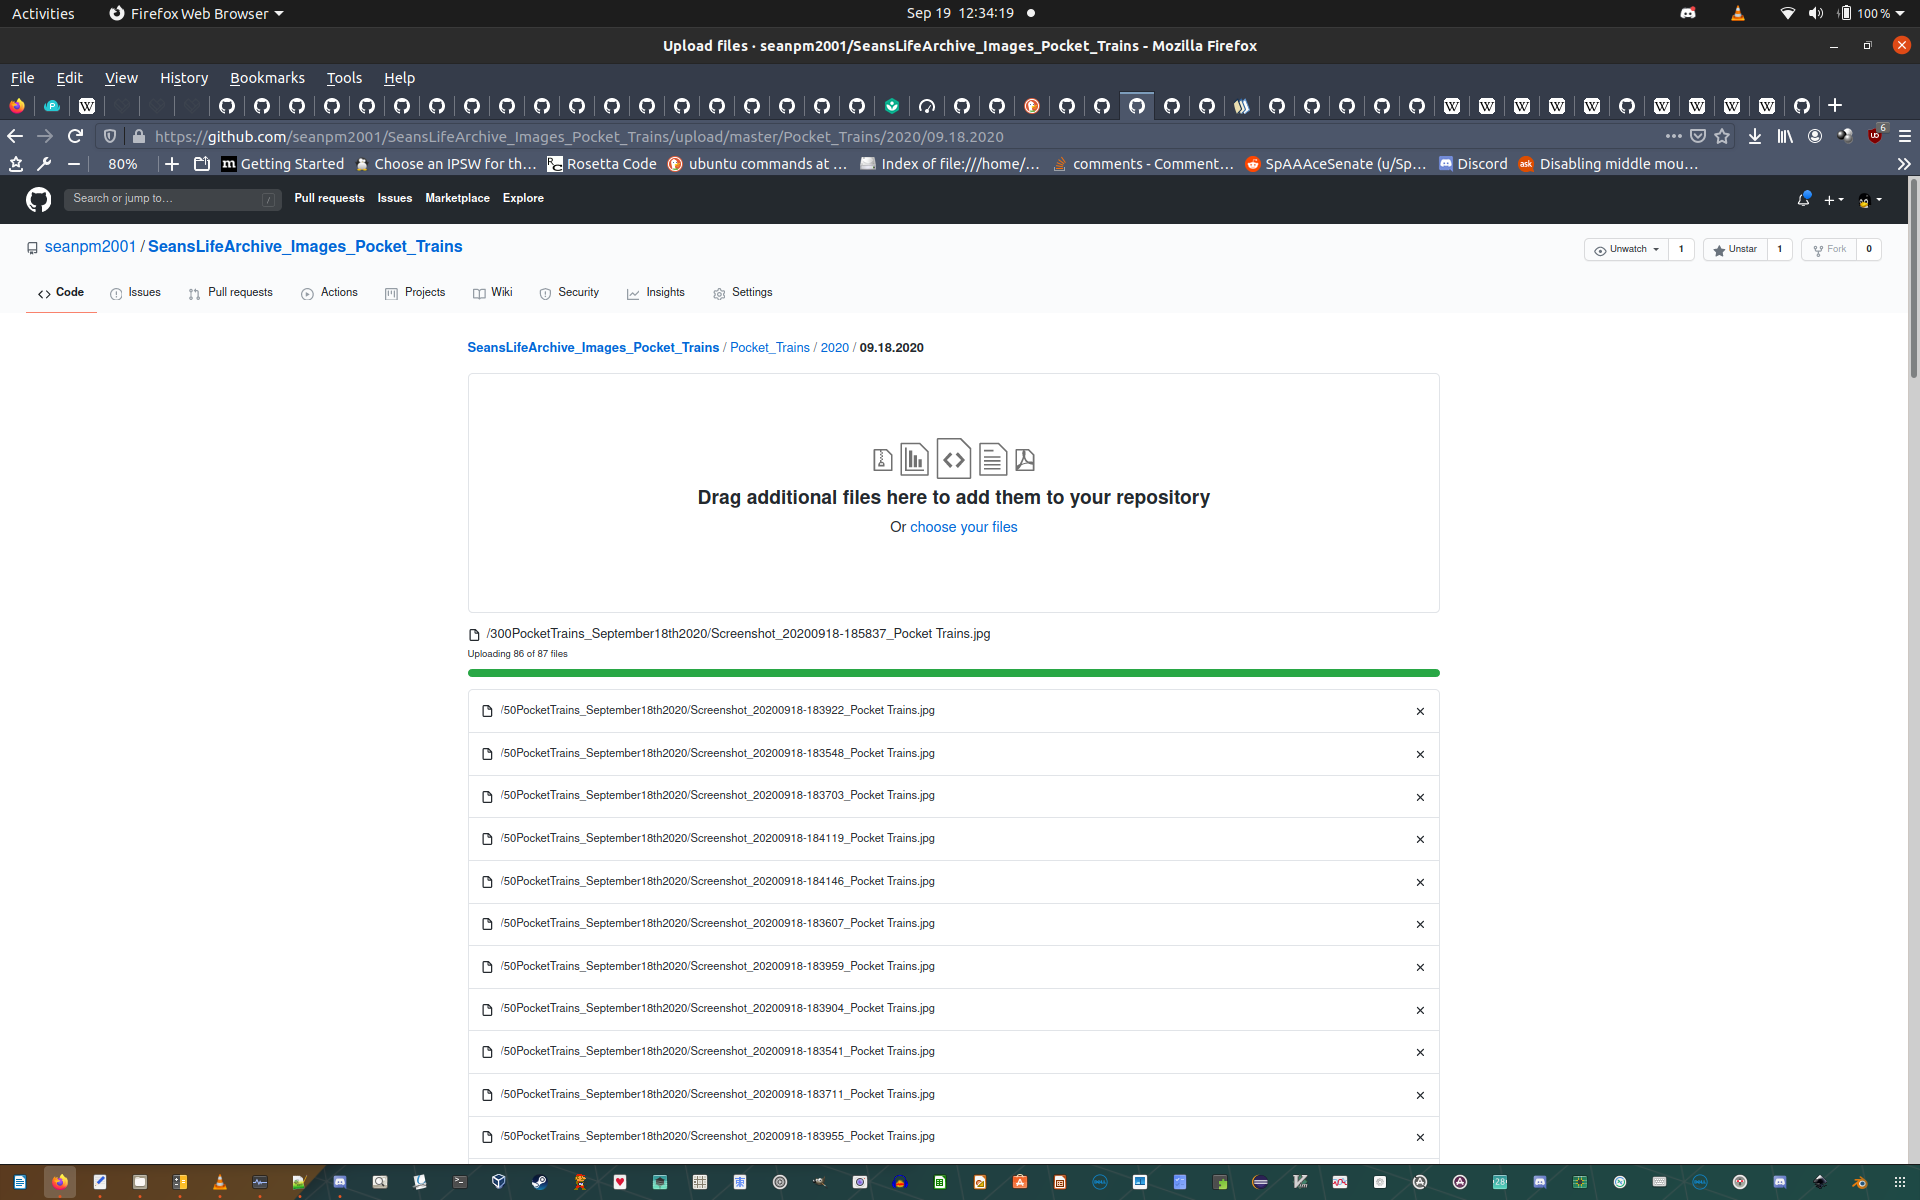 Activities Firefox Web Browser Sep 19 12:34:19 100 %
Upload files · seanpm2001/SeansLifeArchive_Images_Pocket_Trains - Mozilla Firefox
File Edit View History Bookmarks Tools Help
https://github.com/seanpm2001/SeansLifeArchive_Images_Pocket_Trains/upload/master/Pocket_Trains/2020/09.18.2020 6
80% Getting Started Choose an IPSW for th… Rosetta Code ubuntu commands at … Index of file:///home/… comments - Comment… SpAAAceSenate (u/Sp… Discord Disabling middle mou…
Search or jump to… / Pull requests Issues Marketplace Explore
seanpm2001 / SeansLifeArchive_Images_Pocket_Trains Unwatch 1 Unstar 1 Fork 0
Code Issues Pull requests Actions Projects Wiki Security Insights Settings
SeansLifeArchive_Images_Pocket_Trains / Pocket_Trains / 2020 / 09.18.2020
Drag additional files here to add them to your repository
Or choose your files
/300PocketTrains_September18th2020/Screenshot_20200918-185837_Pocket Trains.jpg
Uploading 86 of 87 files
/50PocketTrains_September18th2020/Screenshot_20200918-183922_Pocket Trains.jpg
/50PocketTrains_September18th2020/Screenshot_20200918-183548_Pocket Trains.jpg
/50PocketTrains_September18th2020/Screenshot_20200918-183703_Pocket Trains.jpg
/50PocketTrains_September18th2020/Screenshot_20200918-184119_Pocket Trains.jpg
/50PocketTrains_September18th2020/Screenshot_20200918-184146_Pocket Trains.jpg
/50PocketTrains_September18th2020/Screenshot_20200918-183607_Pocket Trains.jpg
/50PocketTrains_September18th2020/Screenshot_20200918-183959_Pocket Trains.jpg
/50PocketTrains_September18th2020/Screenshot_20200918-183904_Pocket Trains.jpg
/50PocketTrains_September18th2020/Screenshot_20200918-183541_Pocket Trains.jpg
/50PocketTrains_September18th2020/Screenshot_20200918-183711_Pocket Trains.jpg
/50PocketTrains_September18th2020/Screenshot_20200918-183955_Pocket Trains.jpg